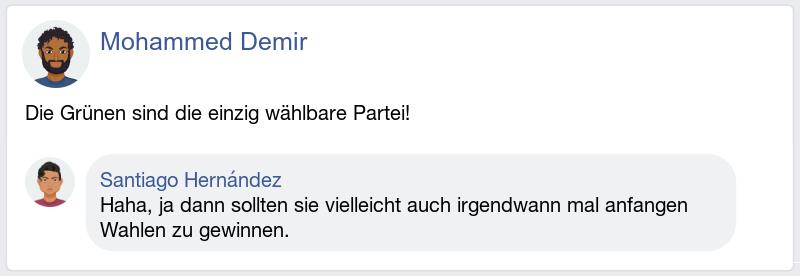 Mohammed Demir
Die Grünen sind die einzig wählbare Partei!
Santiago Hernández
Haha, ja dann sollten sie vielleicht auch irgendwann mal anfangen
Wahlen zu gewinnen.